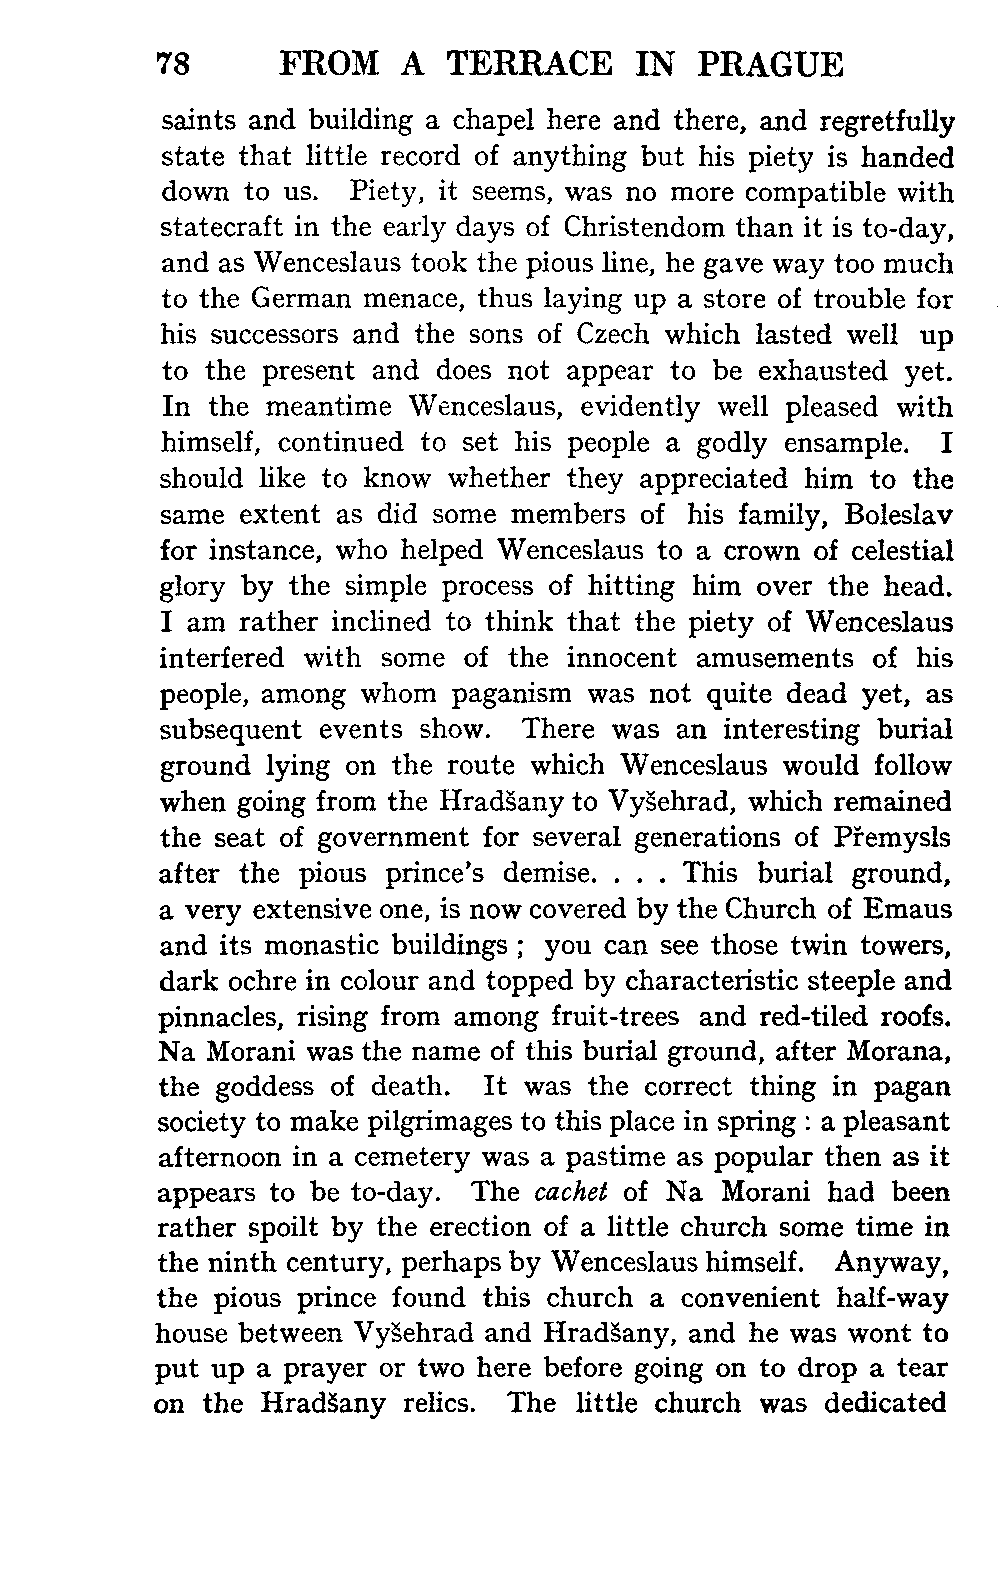 78 FROM A TERRACE IN PRAGUE
saints and building a chapel here and there, and regretfully
state that little record of anything but his piety is handed
down to us. Piety, it seems, was no more compatible with
statecraft in the early days of Christendom than it is to-day,
and as Wenceslaus took the pious line, he gave way too much
to the German menace, thus laying up a store of trouble for
his successors and the sons of Czech which lasted well up
to the present and does not appear to be exhausted yet.
In the meantime Wenceslaus, evidently well pleased with
himself, continued to set his people a godly ensample. I
should like to know whether they appreciated him to the
same extent as did some members of his family, Boleslav
for instance, who helped Wenceslaus to a crown of celestial
glory by the simple process of hitting him over the head.
I am rather inclined to think that the piety of Wenceslaus
interfered with some of the innocent amusements of his
people, among whom paganism was not quite dead yet, as
subsequent events show. There was an interesting burial
ground lying on the route which Wenceslaus would follow
when going from the Hradšany to Vyšehrad, which remained
the seat of government for several generations of Přemysls
after the pious prince's demise. . . . This burial ground,
a very extensive one, is now covered by the Church of Emaus
and its monastic buildings ; you can see those twin towers,
dark ochre in colour and topped by characteristic steeple and
pinnacles, rising from among fruit-trees and red-tiled roofs.
Na Morani was the name of this burial ground, after Morana,
the goddess of death. It was the correct thing in pagan
society to make pilgrimages to this place in spring : a pleasant
afternoon in a cemetery was a pastime as popular then as it
appears to be to-day. The cachet of Na Morani had been
rather spoilt by the erection of a little church some time in
the ninth century, perhaps by Wenceslaus himself. Anyway,
the pious prince found this church a convenient half-way
house between Vyšehrad and Hradšany, and he was wont to
put up a prayer or two here before going on to drop a tear
on the Hradšany relics. The little church was dedicated